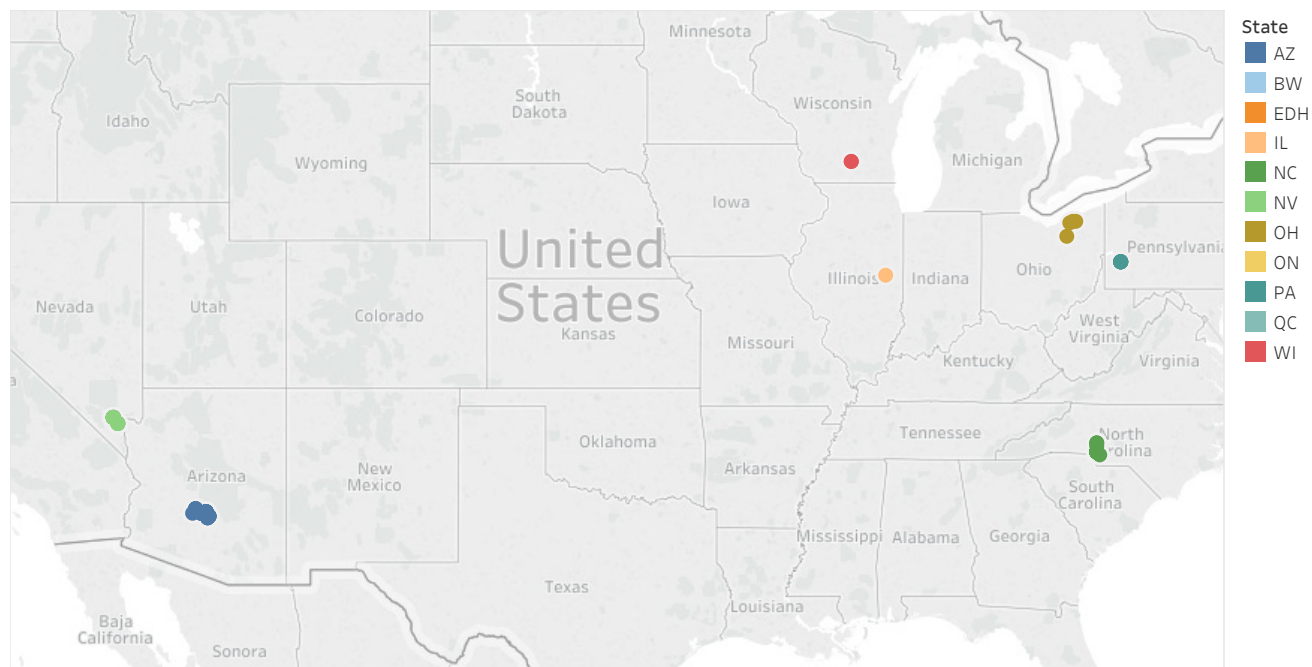 Minnesota
South
Dakota
Wisconsin
Idaho
Wyoming
Michigan
Iowa
United
States
Pennsylvania
Nevada
Utah
Colorado
Illinois
Indiana
Ohio
Kansas
Missouri
West
Virginia
Kentucky
Virginia
a
Oklahoma
Tennessee
North
rolina
Arizona
New
Mexico
Arkansas
South
Carolina
Mississippi
Alabama
Georgia
Texas
Louisiana
Baja
California
Sonora
State
AZ
BW
EDH
IL
NC
NV
OH
ON
PA
QC
WI